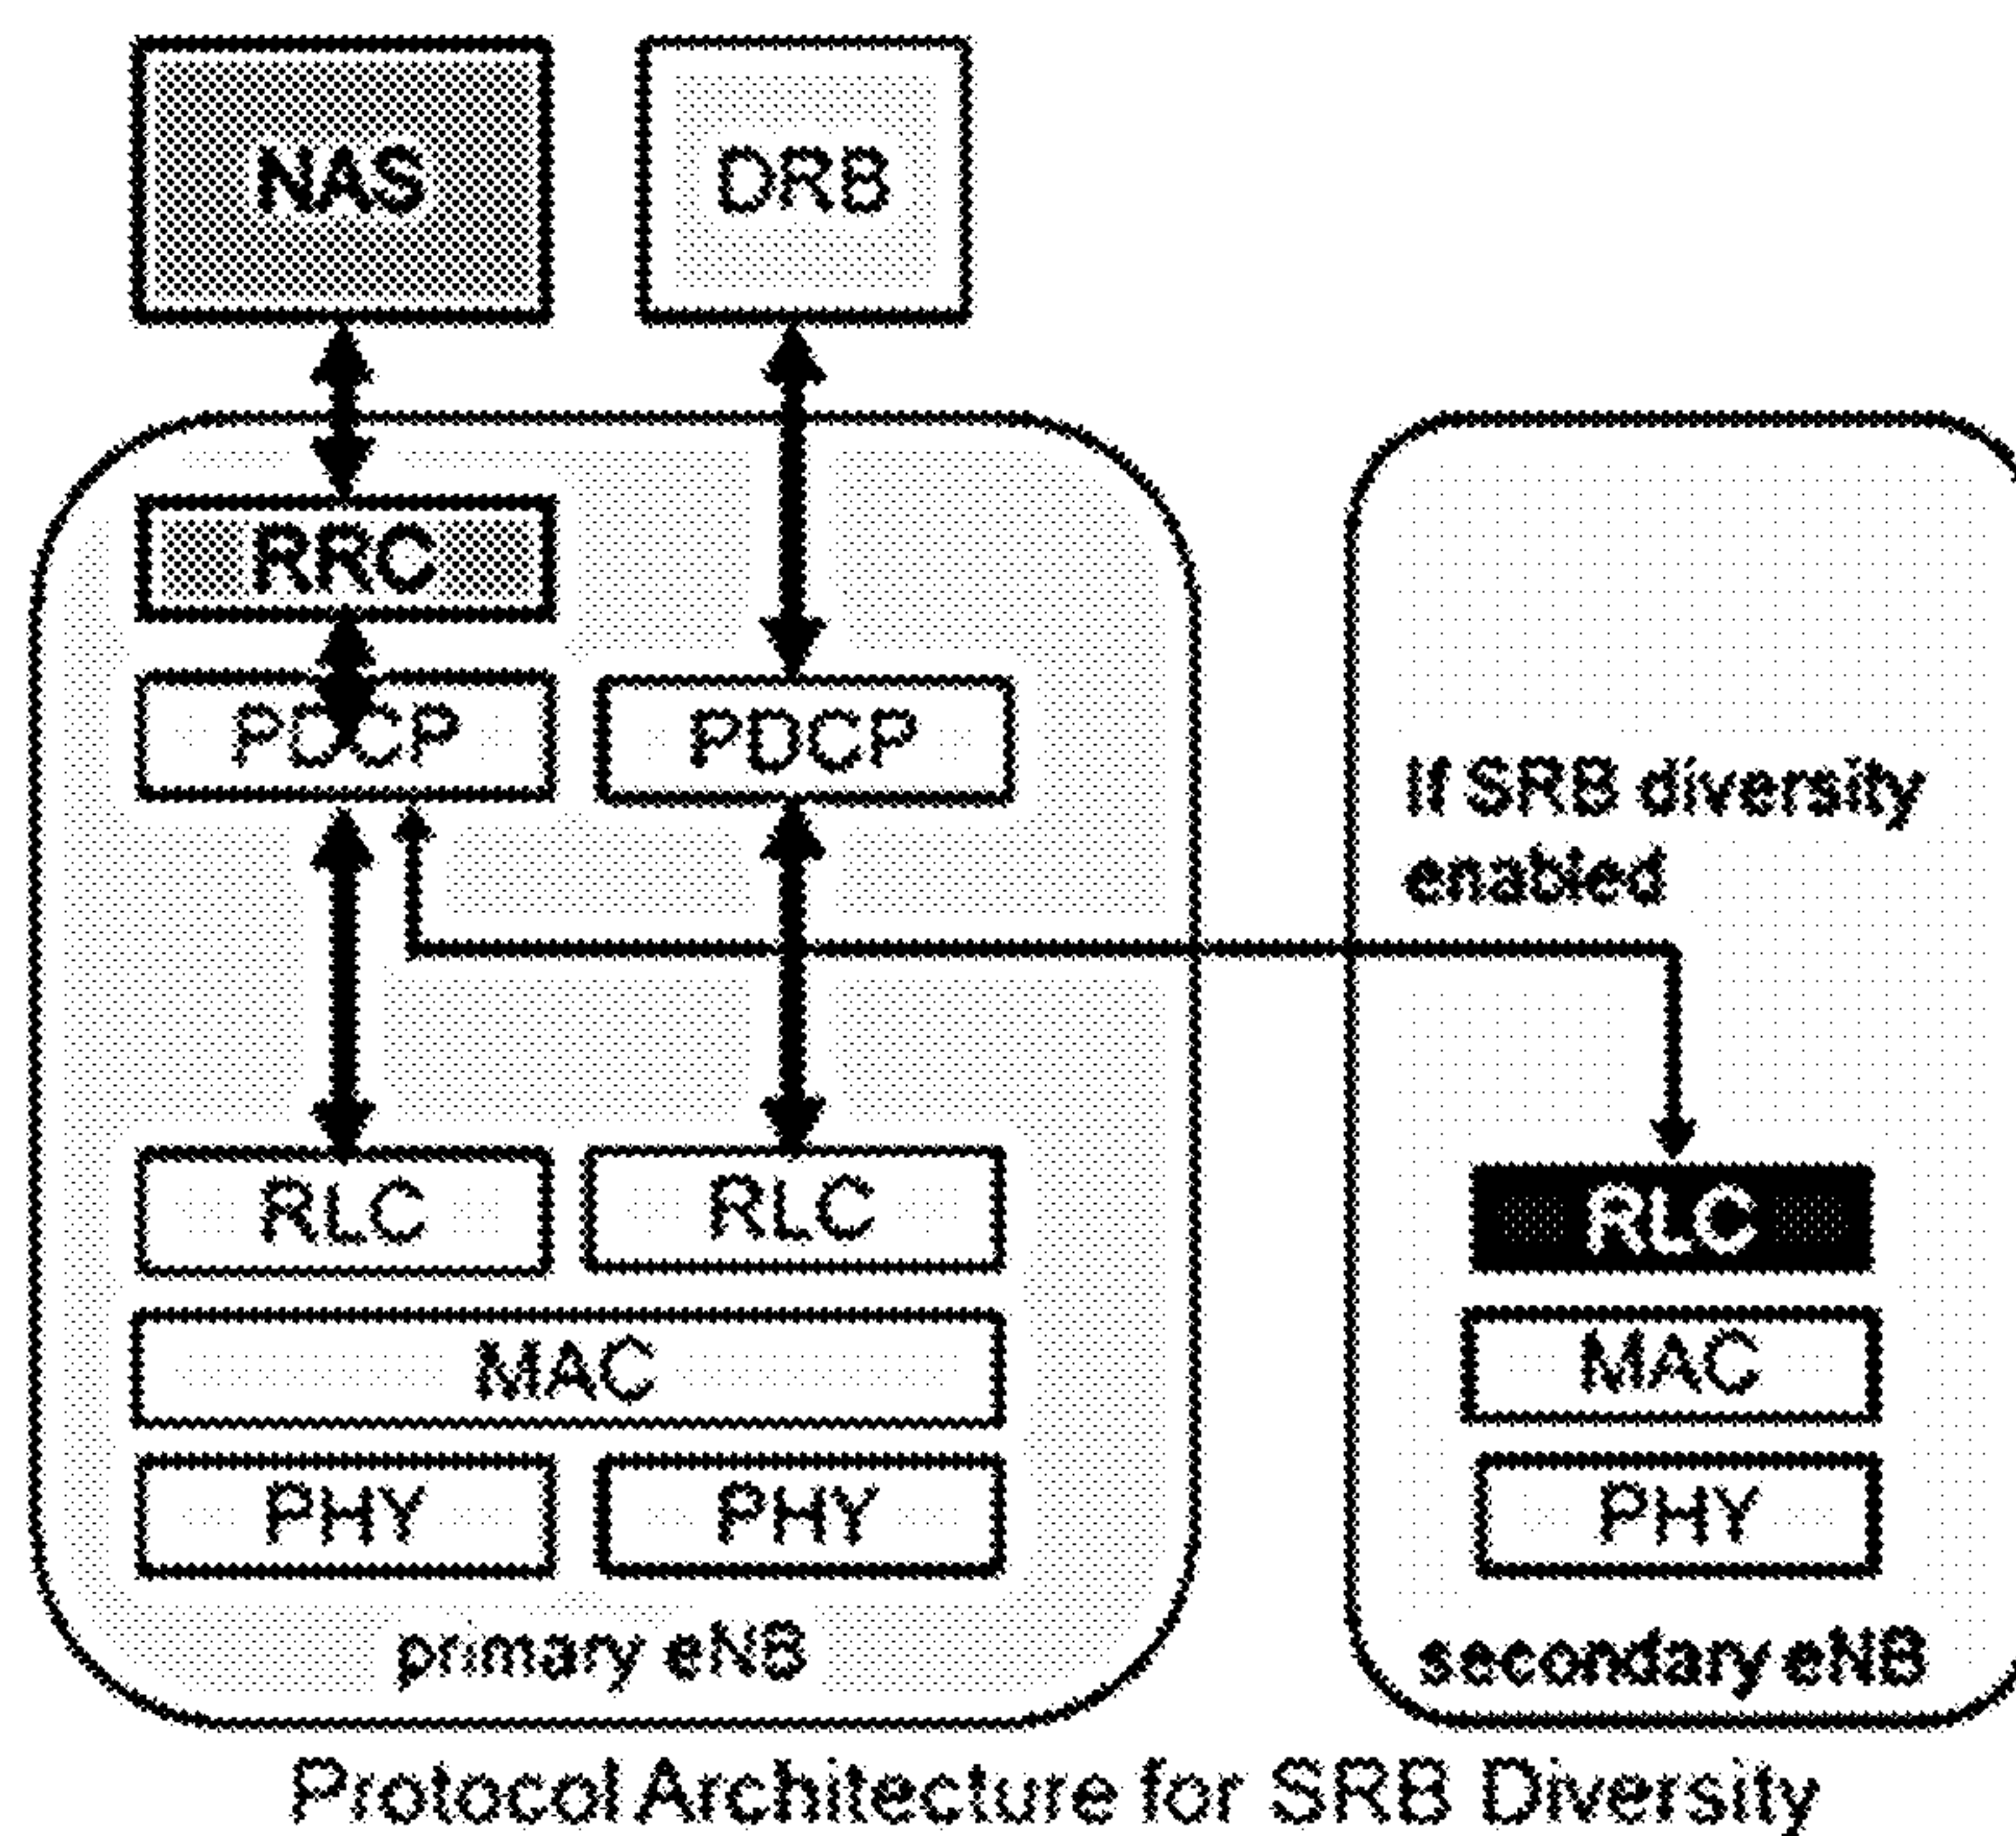 NAS
DRB
RRC
PDCP
PDCP
If SRB diversity
enabled
RLC
RLC
RLC
MAC
MAC
PHY
PHY
PHY
primary eNB
secondary eNB
Protocol Architecture for SRB Diversity